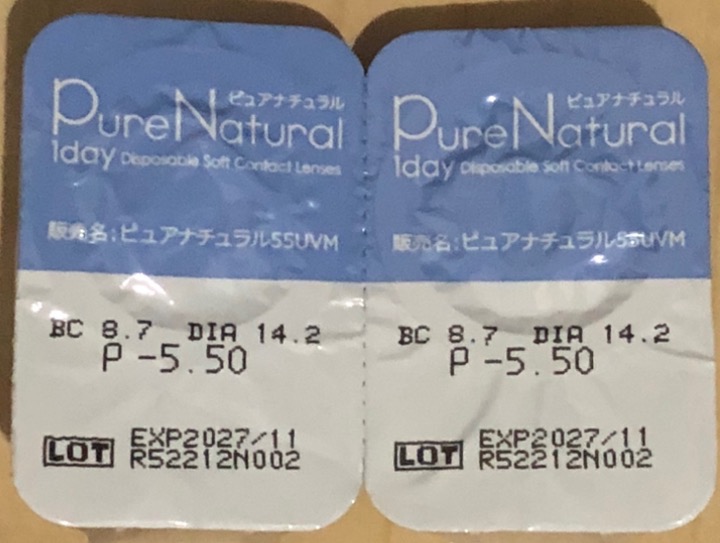 ピュアナチュラル
PureNatural
1day Disposable Soft Contact Lenses
販売名:ピュアナチュラル55UVM
BC 8.7 DIA 14.2
P -5.50
LOT EXP2027/11
R52212N002
ピュアナチュラル
PureNatural
1day Disposable Soft Contact Lenses
販売名:ピュアナチュラル55UVM
BC 8.7 DIA 14.2
P -5.50
LOT EXP2027/11
R52212N002